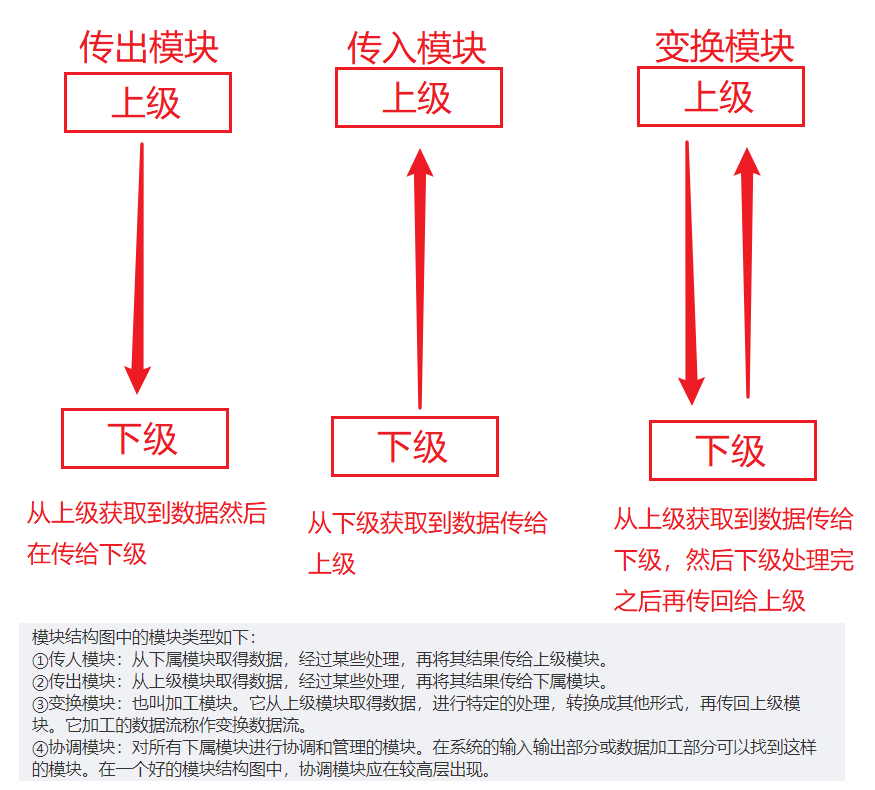 传出模块
传入模块
变换模块
上级
上级
上级
下级
下级
下级
从上级获取到数据然后
在传给下级
从下级获取到数据传给
上级
从上级获取到数据传给
下级，然后下级处理完
之后再传回给上级
模块结构图中的模块类型如下：
①传人模块：从下属模块取得数据，经过某些处理，再将其结果传给上级模块。
②传出模块：从上级模块取得数据，经过某些处理，再将其结果传给下属模块。
③变换模块：也叫加工模块。它从上级模块取得数据，进行特定的处理，转换成其他形式，再传回上级模
块。它加工的数据流称作变换数据流。
④协调模块：对所有下属模块进行协调和管理的模块。在系统的输入输出部分或数据加工部分可以找到这样
的模块。在一个好的模块结构图中，协调模块应在较高层出现。